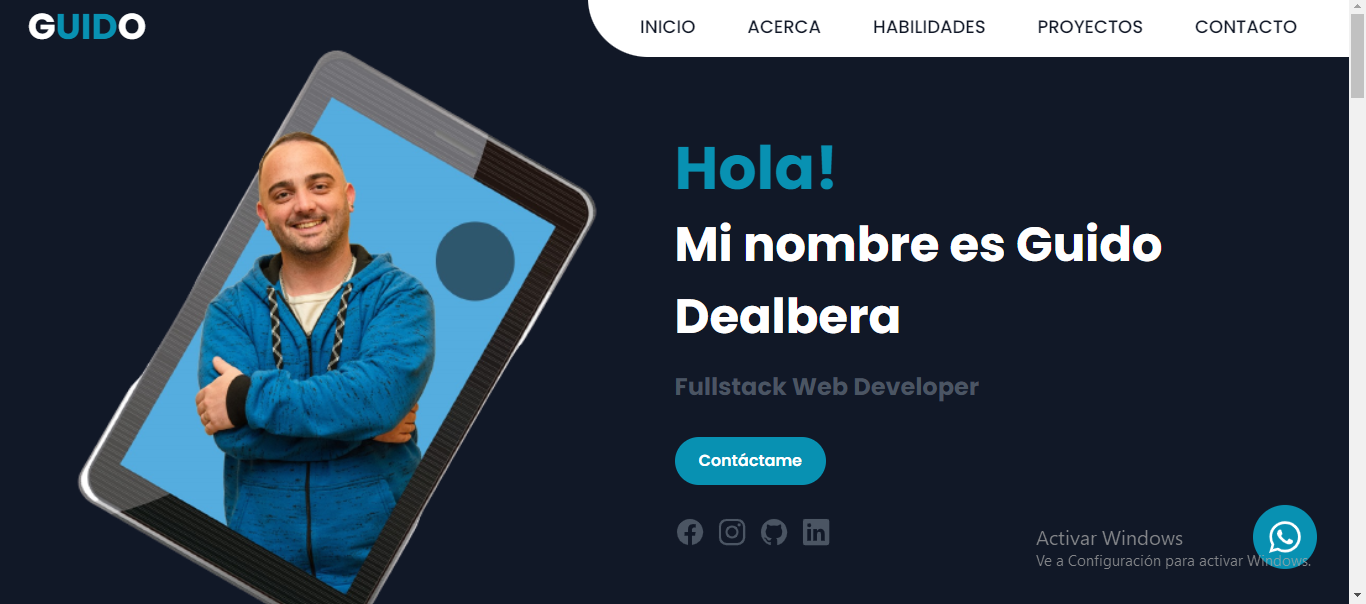 GUIDO
INICIO ACERCA HABILIDADES PROYECTOS CONTACTO
Hola!
Mi nombre es Guido
Dealbera
Fullstack Web Developer
Contáctame
in
Activar Windows
Ve a Configuración para activar Windows.